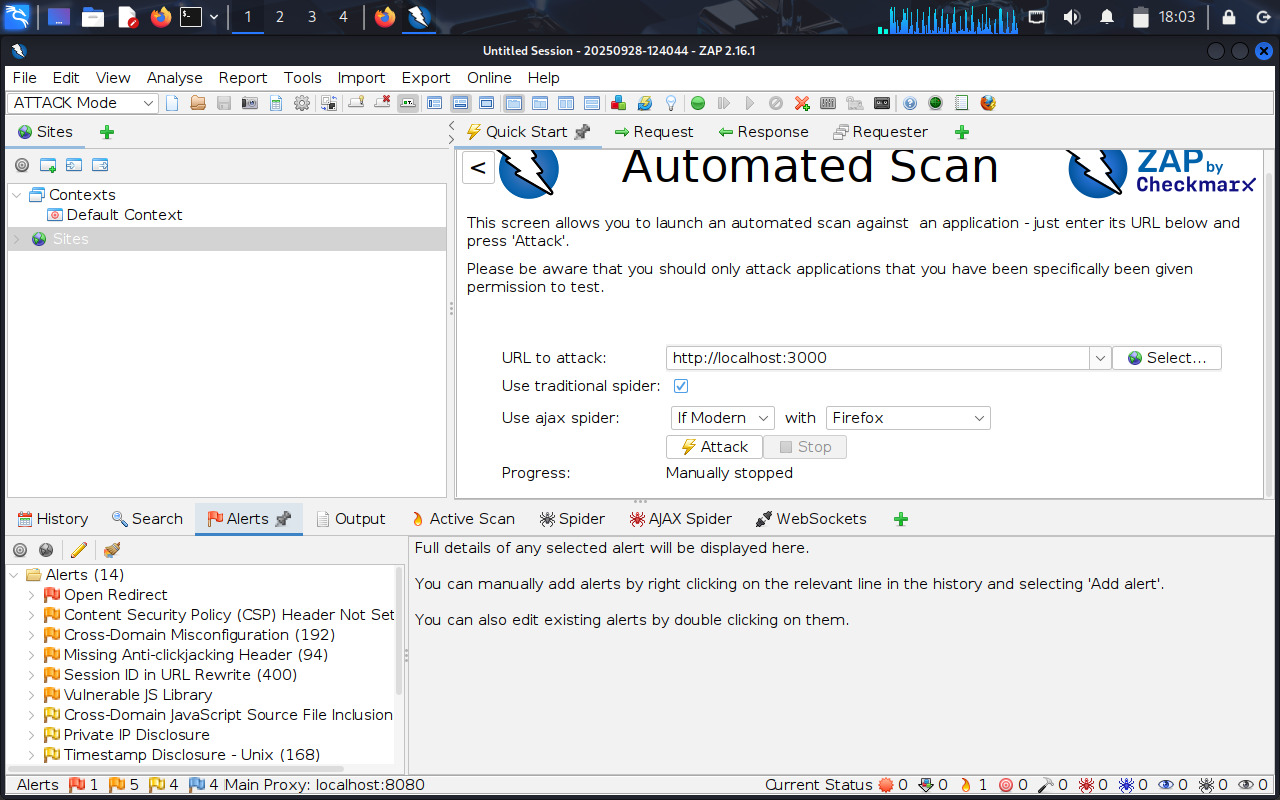 1 2 3 4 18:03
Untitled Session - 20250928-124044 - ZAP 2.16.1
File Edit View Analyse Report Tools Import Export Online Help
ATTACK Mode
Sites
Quick Start Request Response Requester
< Automated Scan ZAP by Checkmarx
Contexts
Default Context
Sites
This screen allows you to launch an automated scan against an application - just enter its URL below and
press 'Attack'.
Please be aware that you should only attack applications that you have been specifically been given
permission to test.
URL to attack: http://localhost:3000 Select...
Use traditional spider:
Use ajax spider: If Modern with Firefox
Attack Stop
Progress: Manually stopped
History Search Alerts Output Active Scan Spider AJAX Spider WebSockets
Alerts (14)
Open Redirect
Content Security Policy (CSP) Header Not Set
Cross-Domain Misconfiguration (192)
Missing Anti-clickjacking Header (94)
Session ID in URL Rewrite (400)
Vulnerable JS Library
Cross-Domain JavaScript Source File Inclusion
Private IP Disclosure
Timestamp Disclosure - Unix (168)
Full details of any selected alert will be displayed here.
You can manually add alerts by right clicking on the relevant line in the history and selecting 'Add alert'.
You can also edit existing alerts by double clicking on them.
Alerts 1 5 4 4 Main Proxy: localhost:8080 Current Status 0 0 1 0 0 0 0 0 0 0